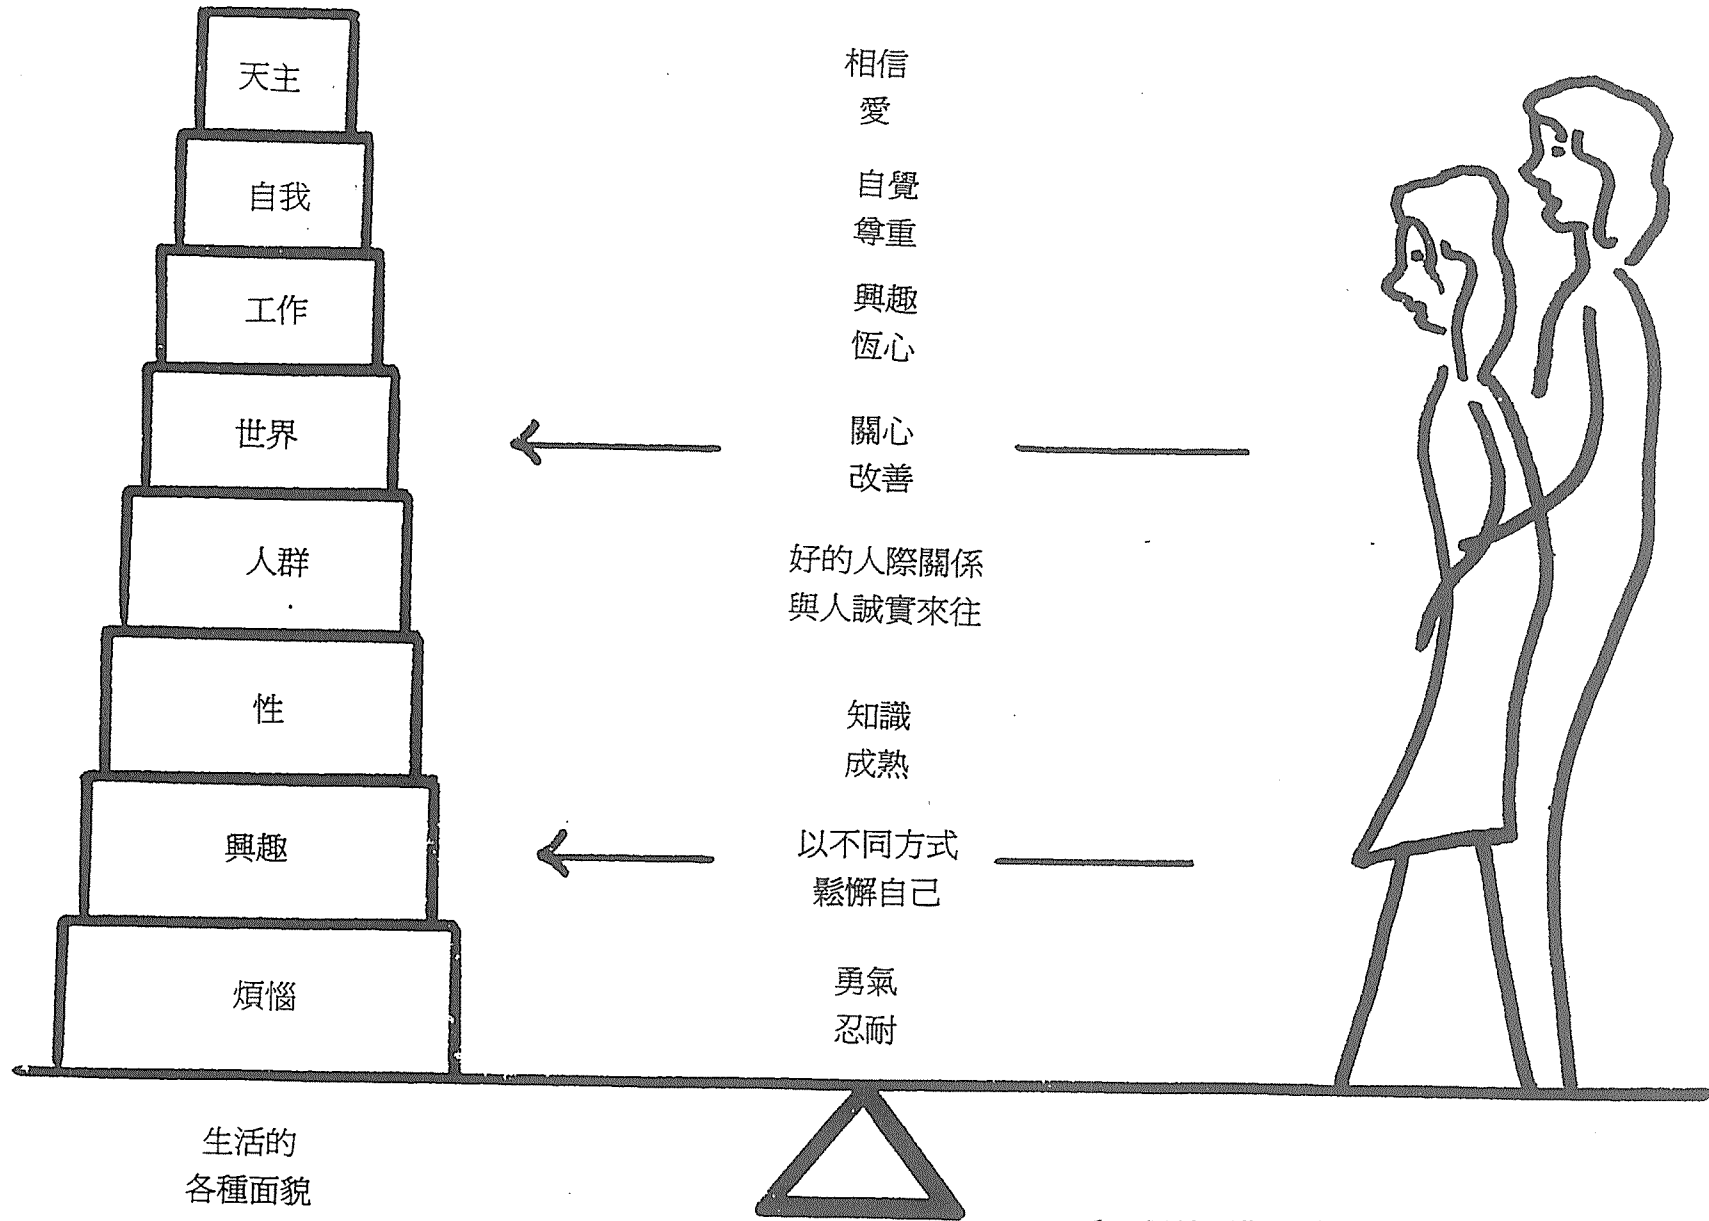 天主
相信
愛
自我
自覺
尊重
工作
興趣
恆心
世界
關心
改善
人群
好的人際關係
與人誠實來往
性
知識
成熟
興趣
以不同方式
鬆懈自己
煩惱
勇氣
忍耐
生活的
各種面貌